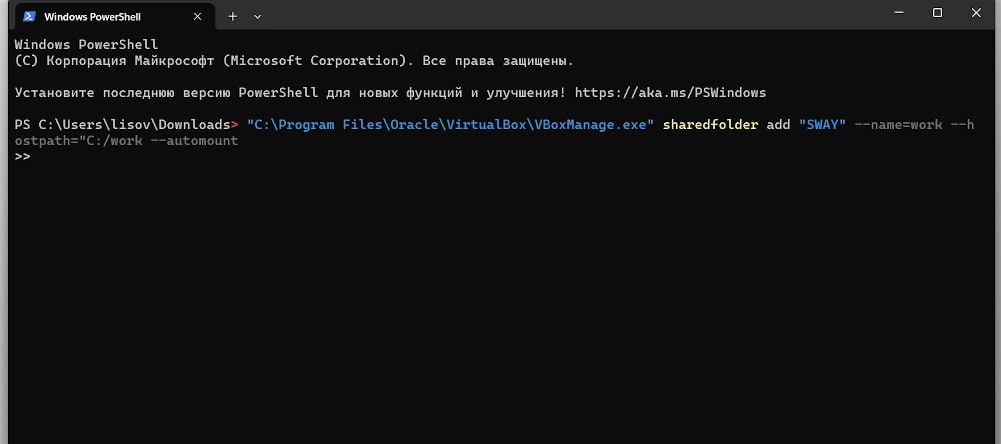 Windows PowerShell
Windows PowerShell
(C) Корпорация Майкрософт (Microsoft Corporation). Все права защищены.
Установите последнюю версию PowerShell для новых функций и улучшения! https://aka.ms/PSWindows
PS C:\Users\lisov\Downloads> "C:\Program Files\Oracle\VirtualBox\VBoxManage.exe" sharedfolder add "SWAY" --name=work --h
ostpath="C:/work --automount
>>